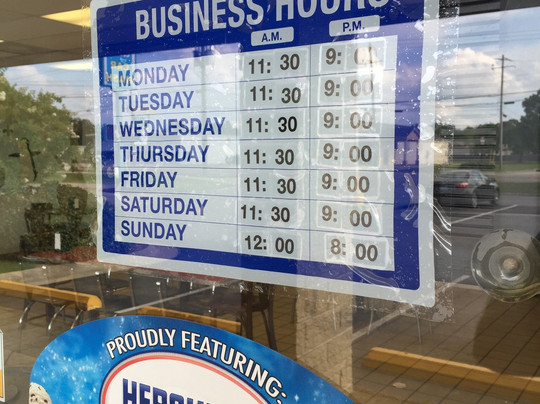 BUSINESS HOURS
A.M. P.M.
MONDAY 11: 30 9: 00
TUESDAY 11: 30 9: 00
WEDNESDAY 11: 30 9: 00
THURSDAY 11: 30 9: 00
FRIDAY 11: 30 9: 00
SATURDAY 11: 30 9: 00
SUNDAY 12: 00 8: 00
PROUDLY FEATURING: